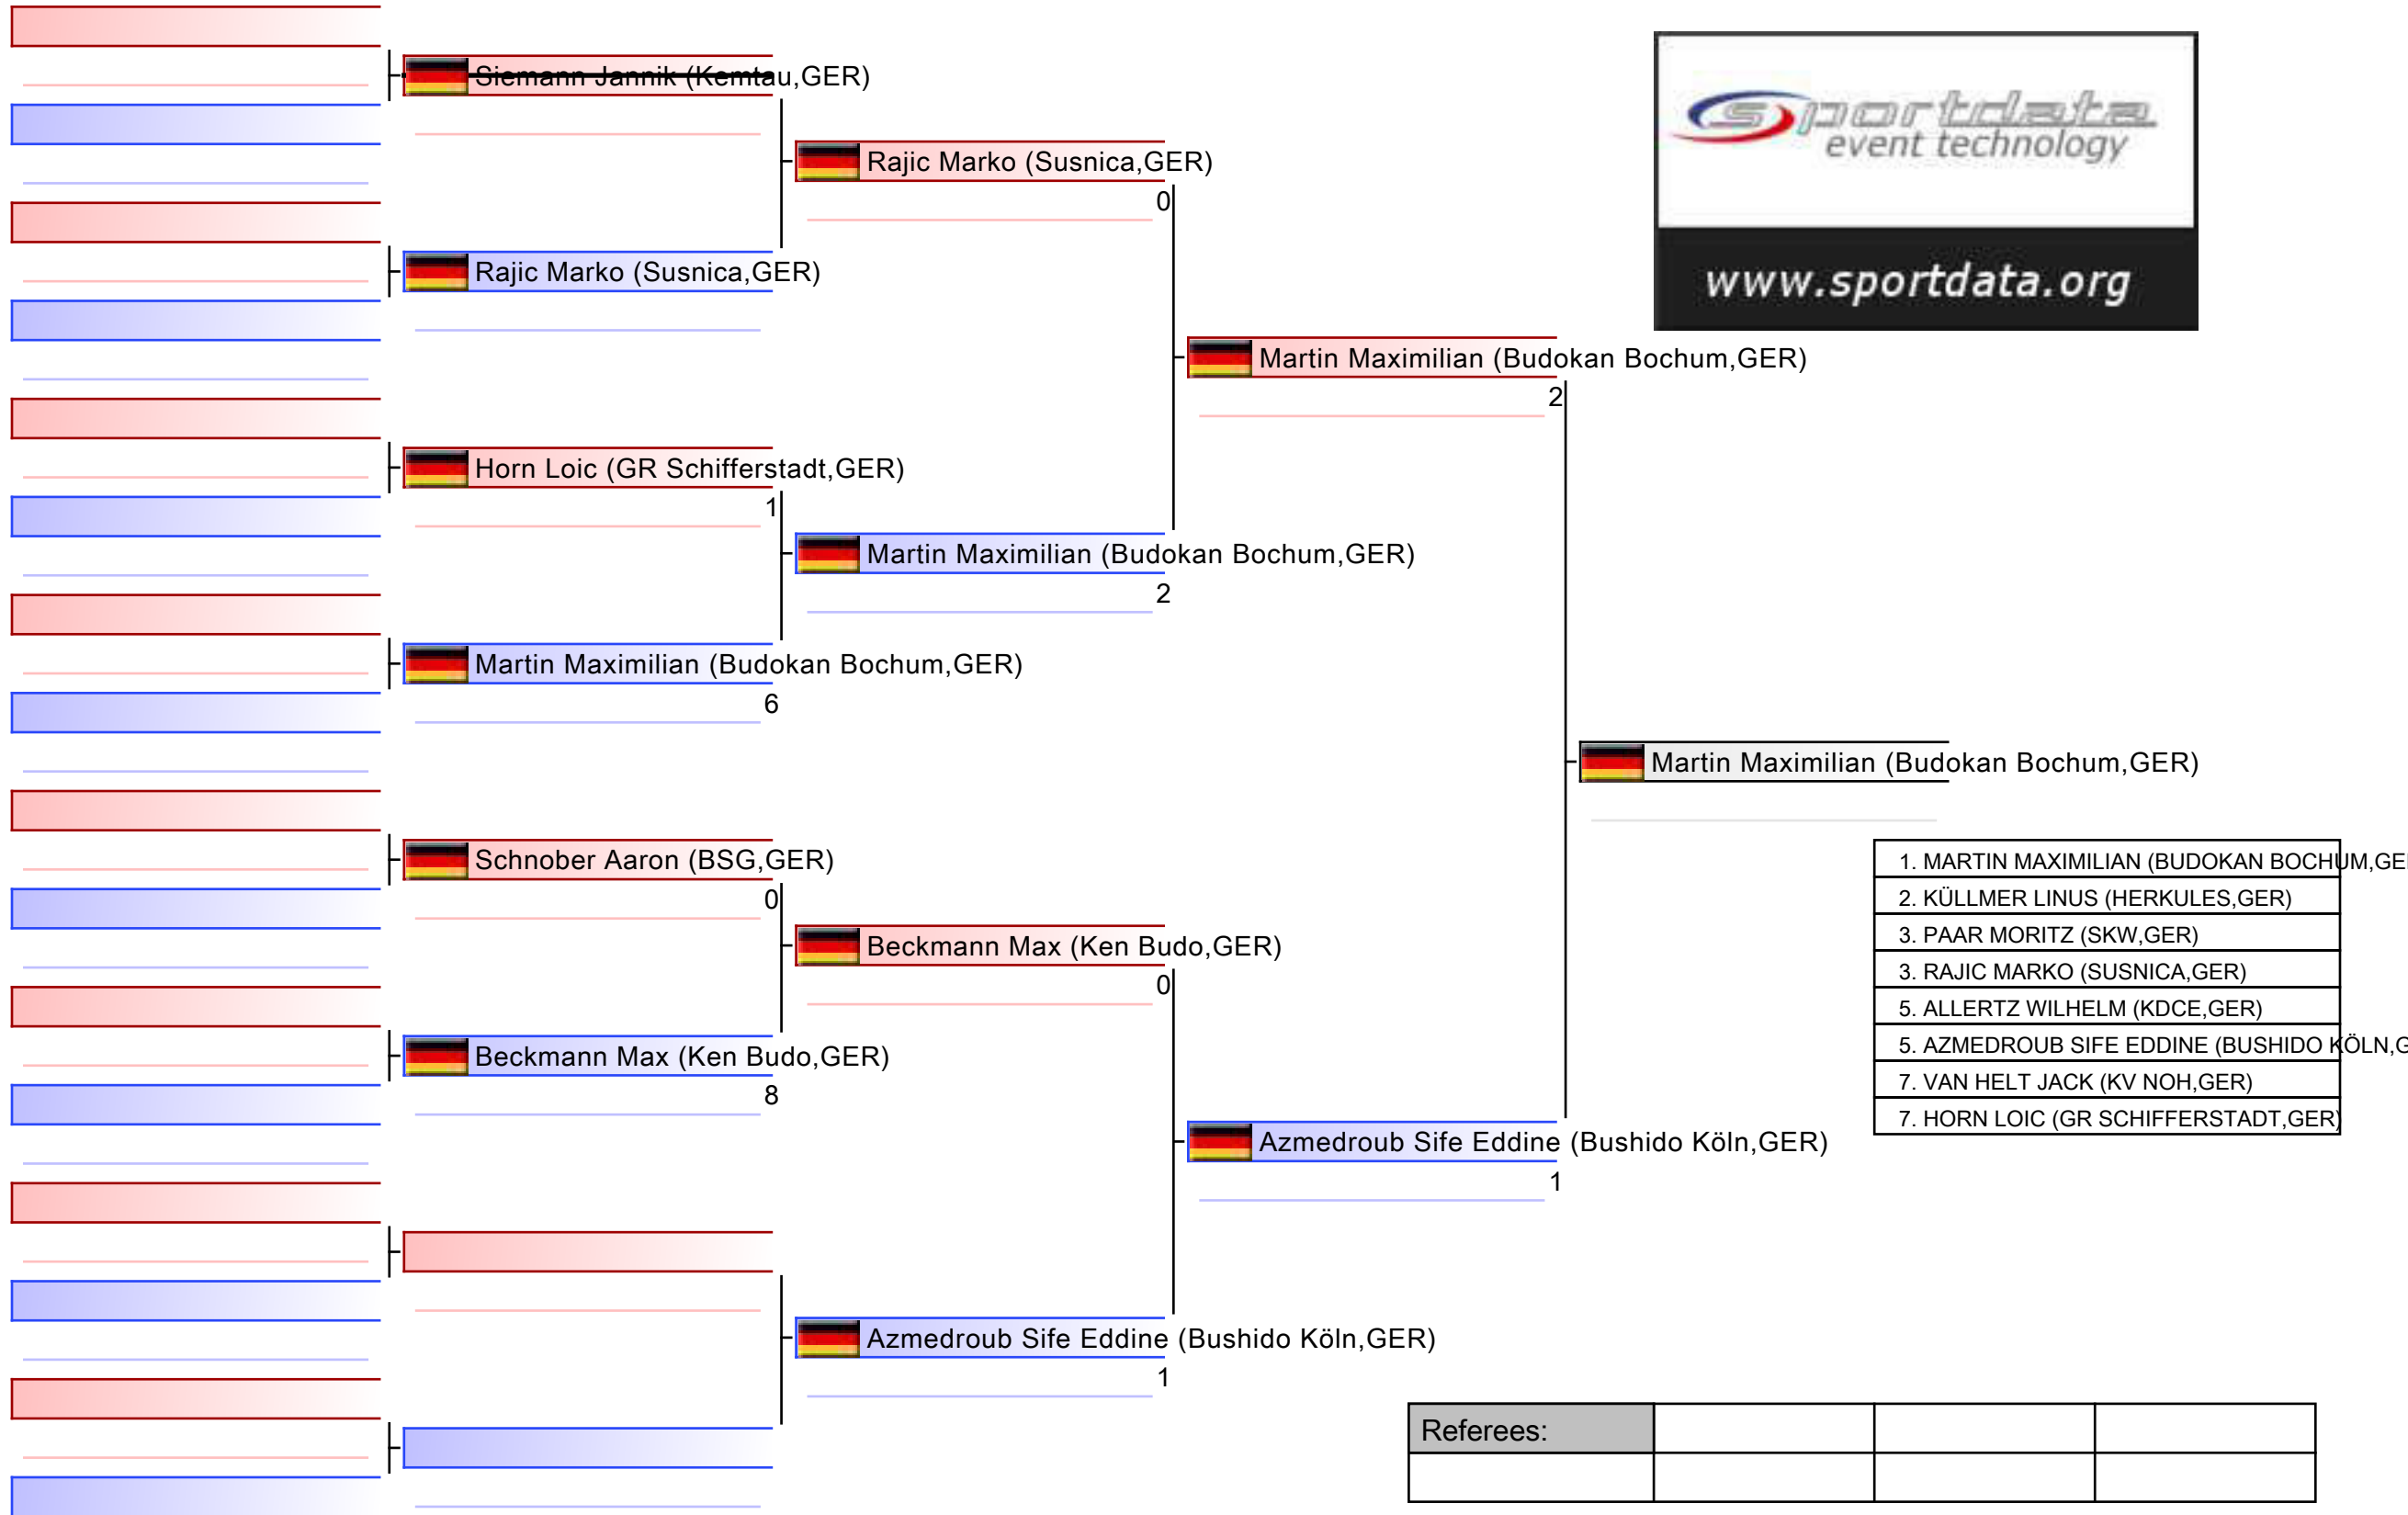 Siemann Jannik (Kemtau,GER)
Rajic Marko (Susnica,GER)
0
Rajic Marko (Susnica,GER)
Martin Maximilian (Budokan Bochum,GER)
2
Horn Loic (GR Schifferstadt,GER)
1
Martin Maximilian (Budokan Bochum,GER)
2
Martin Maximilian (Budokan Bochum,GER)
6
Martin Maximilian (Budokan Bochum,GER)
Schnober Aaron (BSG,GER)
0
Beckmann Max (Ken Budo,GER)
0
Beckmann Max (Ken Budo,GER)
8
Azmedroub Sife Eddine (Bushido Köln,GER)
1
Azmedroub Sife Eddine (Bushido Köln,GER)
1
sportdata
event technology
www.sportdata.org
1. MARTIN MAXIMILIAN (BUDOKAN BOCHUM,GE
2. KÜLLMER LINUS (HERKULES,GER)
3. PAAR MORITZ (SKW,GER)
3. RAJIC MARKO (SUSNICA,GER)
5. ALLERTZ WILHELM (KDCE,GER)
5. AZMEDROUB SIFE EDDINE (BUSHIDO KÖLN,G
7. VAN HELT JACK (KV NOH,GER)
7. HORN LOIC (GR SCHIFFERSTADT,GER)
Referees: